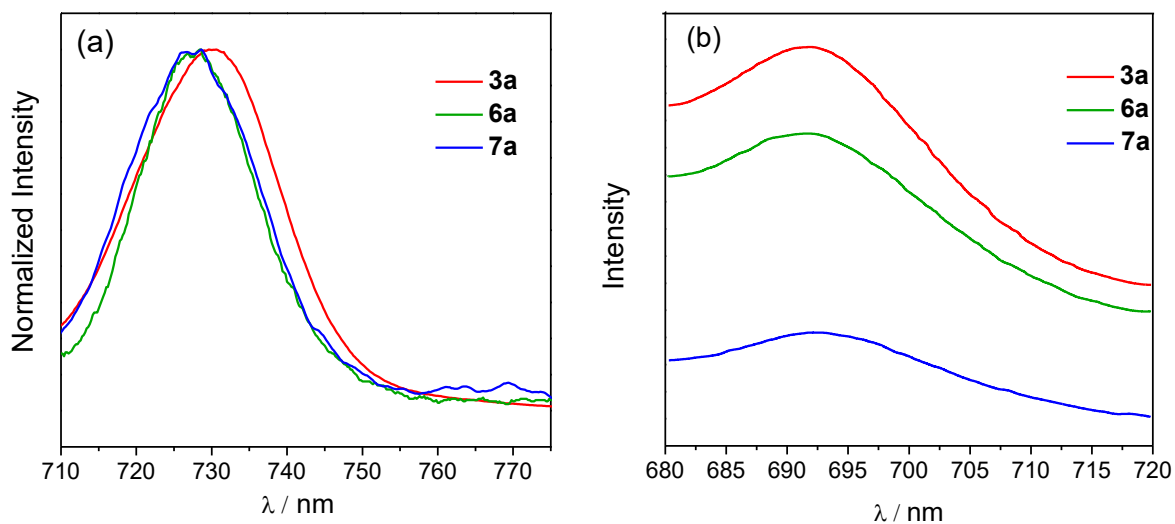 (a)
3a
6a
7a
Normalized Intensity
710 720 730 740 750 760 770
λ / nm
(b)
3a
6a
7a
Intensity
680 685 690 695 700 705 710 715 720
λ / nm